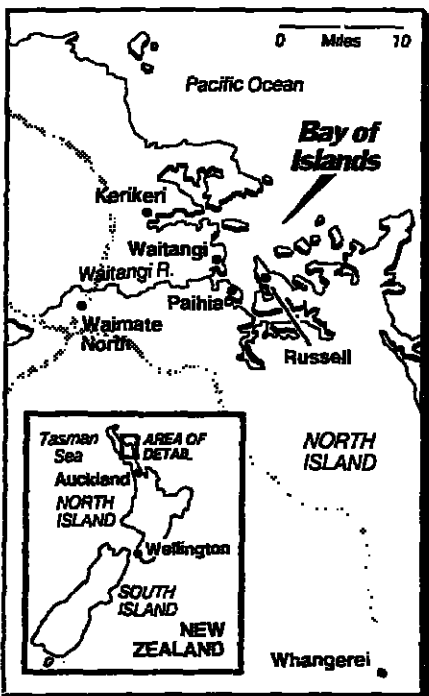 0 Miles 10
Pacific Ocean
Bay of
Islands
Kerikeri
Waitangi
Waitangi R.
Paihia
Waimate
North
Russell
NORTH
ISLAND
Tasman
Sea
AREA OF
DETAIL
Auckland
NORTH
ISLAND
Wellington
SOUTH
ISLAND
NEW
ZEALAND
Whangerei